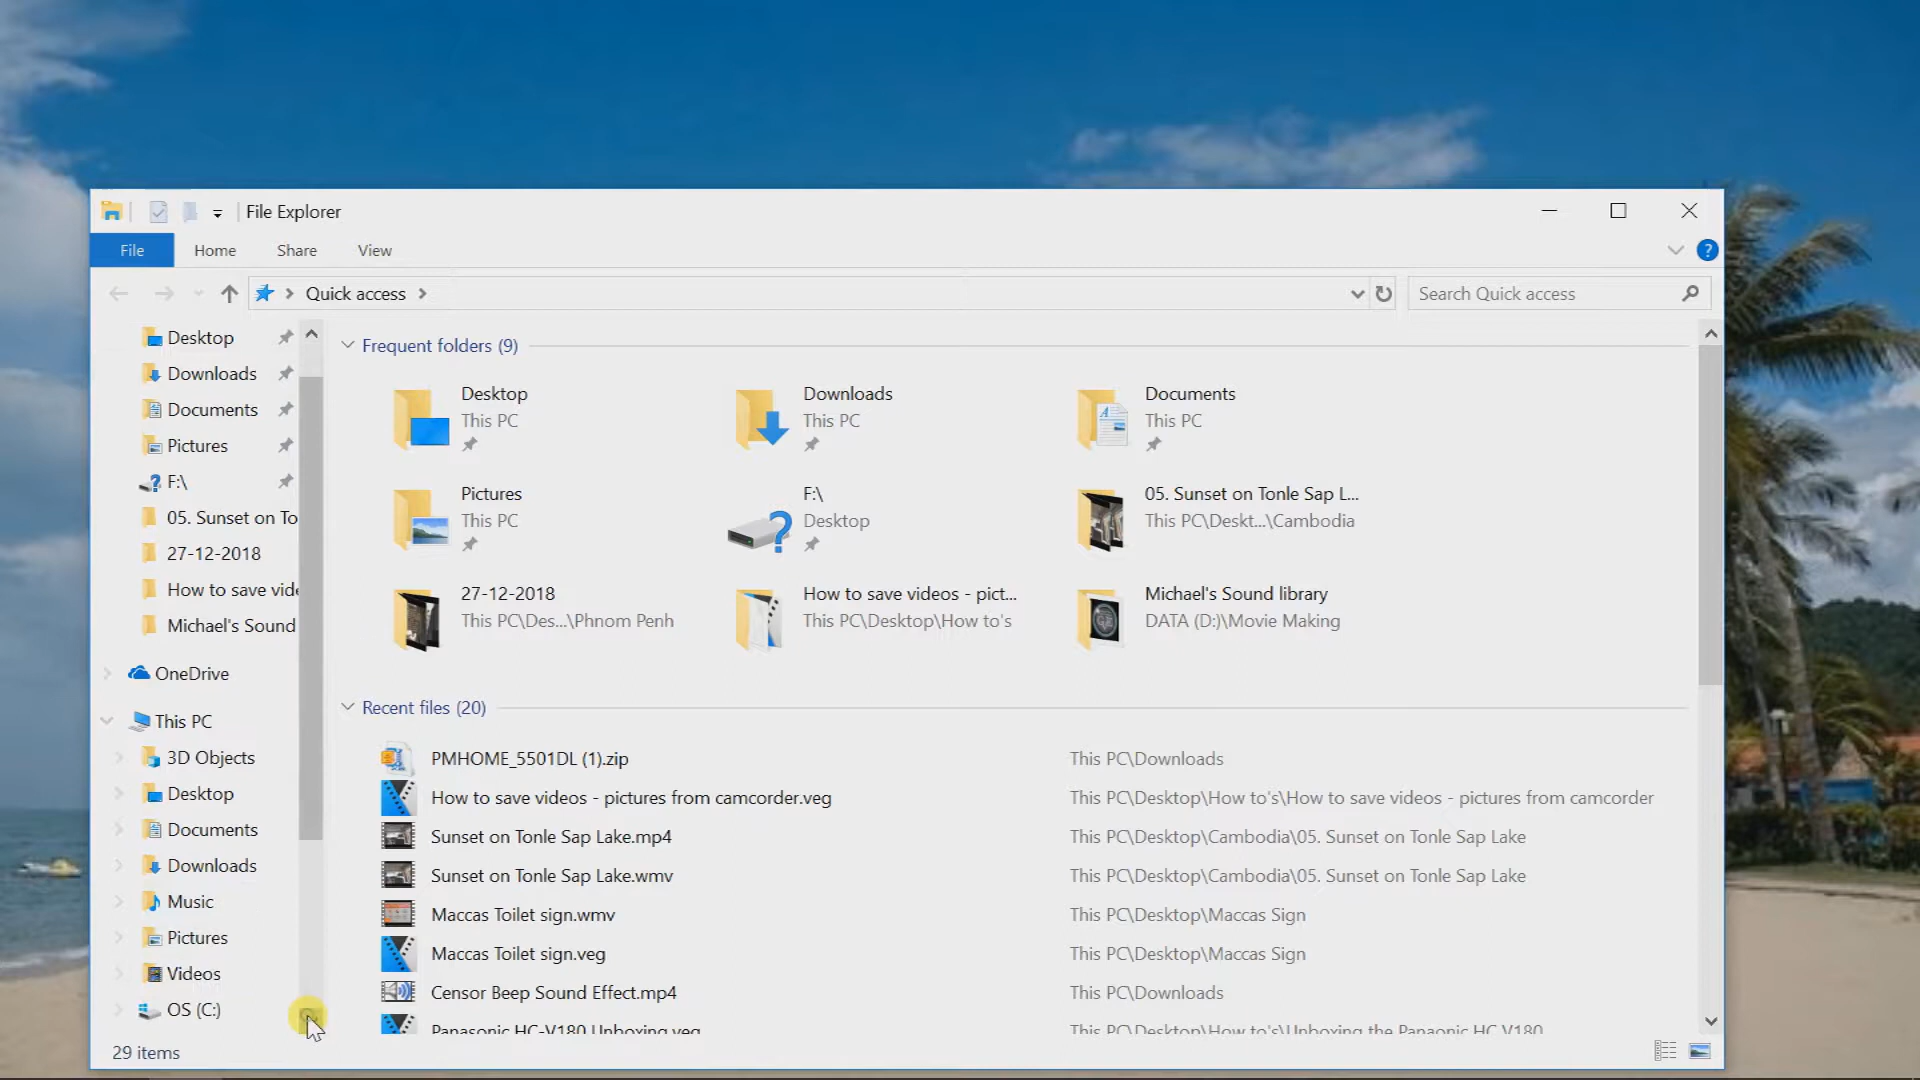 File Explorer
File Home Share View
Quick access
Search Quick access
Desktop
Downloads
Documents
Pictures
F:\
05. Sunset on To
27-12-2018
How to save vide
Michael's Sound
OneDrive
This PC
3D Objects
Desktop
Documents
Downloads
Music
Pictures
Videos
OS (C:)
Frequent folders (9)
Desktop
This PC
Downloads
This PC
Documents
This PC
Pictures
This PC
F:\
Desktop
05. Sunset on Tonle Sap L...
This PC\Deskt...\Cambodia
27-12-2018
This PC\Des...\Phnom Penh
How to save videos - pict...
This PC\Desktop\How to's
Michael's Sound library
DATA (D:)\Movie Making
Recent files (20)
PMHOME_5501DL (1).zip This PC\Downloads
How to save videos - pictures from camcorder.veg This PC\Desktop\How to's\How to save videos - pictures from camcorder
Sunset on Tonle Sap Lake.mp4 This PC\Desktop\Cambodia\05. Sunset on Tonle Sap Lake
Sunset on Tonle Sap Lake.wmv This PC\Desktop\Cambodia\05. Sunset on Tonle Sap Lake
Maccas Toilet sign.wmv This PC\Desktop\Maccas Sign
Maccas Toilet sign.veg This PC\Desktop\Maccas Sign
Censor Beep Sound Effect.mp4 This PC\Downloads
Panasonic HC-V180 Unboxing.veg This PC\Desktop\How to's\Unboxing the Panaonic HC V180
29 items